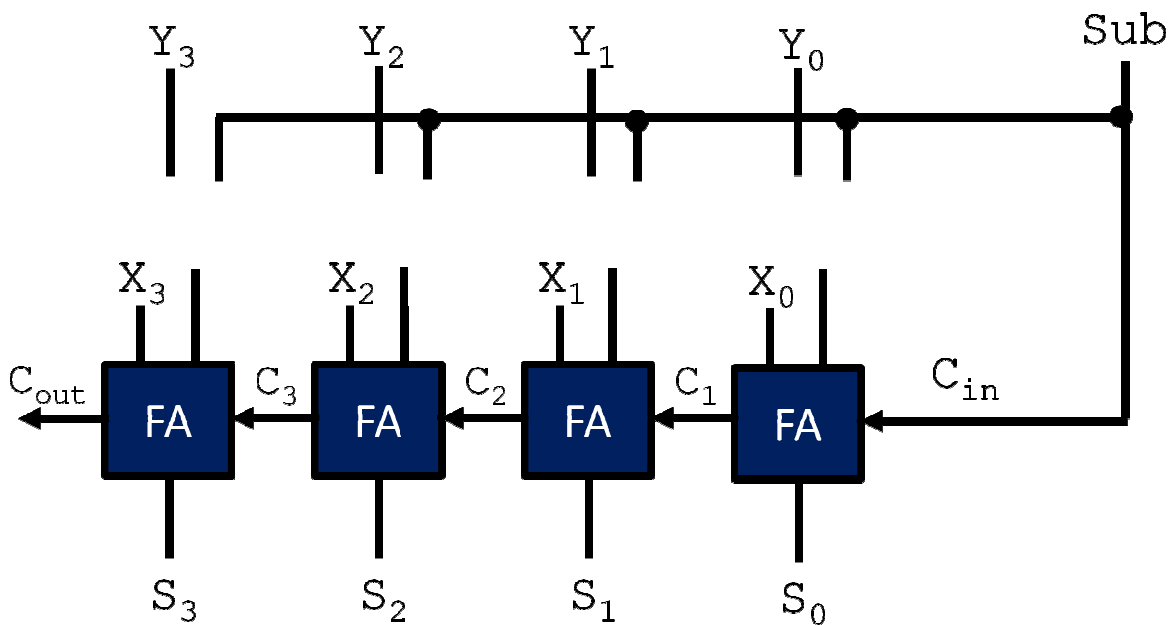 Y3 Y2 Y1 Y0 Sub
X3 X2 X1 X0
Cout FA C3 FA C2 FA C1 FA Cin
S3 S2 S1 S0